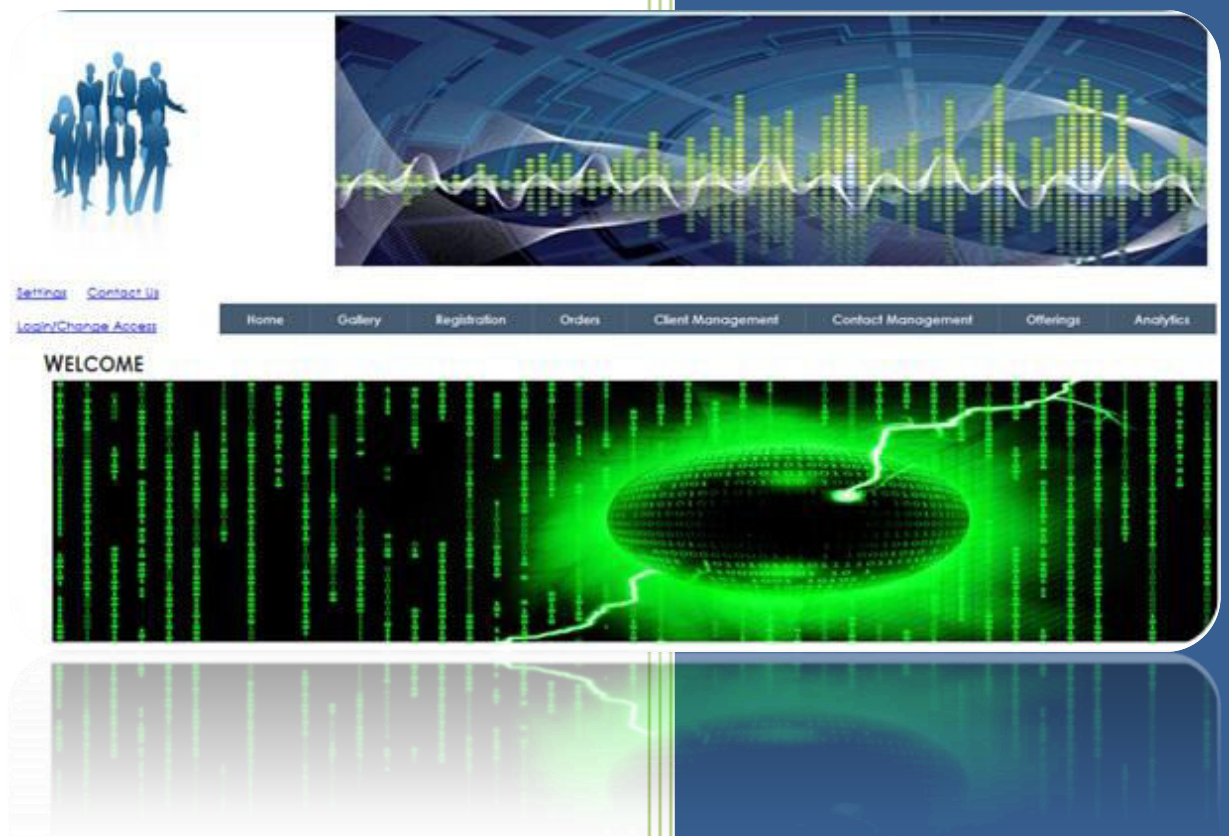 Settings Contact Us
Login/Change Access
Home Gallery Registration Orders Client Management Contact Management Offerings Analytics
WELCOME